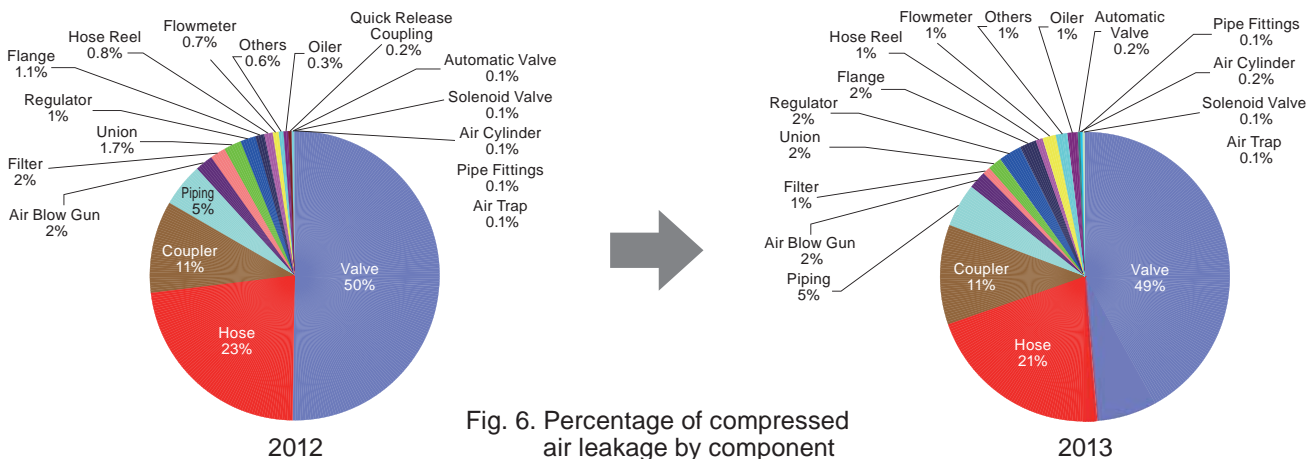 Flowmeter
0.7%
Quick Release
Coupling
0.2%
Hose Reel
0.8%
Others
0.6%
Oiler
0.3%
Flange
1.1%
Automatic Valve
0.1%
Regulator
1%
Solenoid Valve
0.1%
Union
1.7%
Air Cylinder
0.1%
Filter
2%
Pipe Fittings
0.1%
Air Blow Gun
2%
Air Trap
0.1%
Piping
5%
Coupler
11%
Valve
50%
Hose
23%
2012
Flowmeter
1%
Others
1%
Oiler
1%
Automatic
Valve
0.2%
Pipe Fittings
0.1%
Hose Reel
1%
Air Cylinder
0.2%
Flange
2%
Solenoid Valve
0.1%
Regulator
2%
Air Trap
0.1%
Union
2%
Filter
1%
Air Blow Gun
2%
Piping
5%
Coupler
11%
Valve
49%
Hose
21%
2013
Fig. 6. Percentage of compressed
air leakage by component